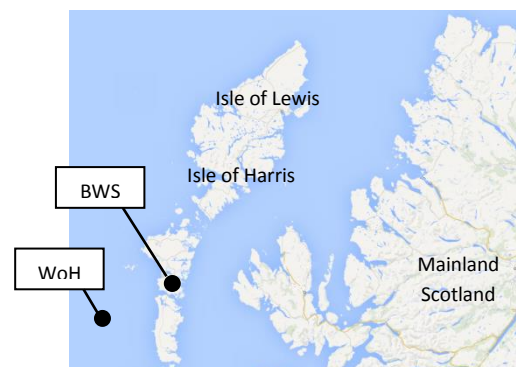 Isle of Lewis
Isle of Harris
BWS
WoH
Mainland
Scotland